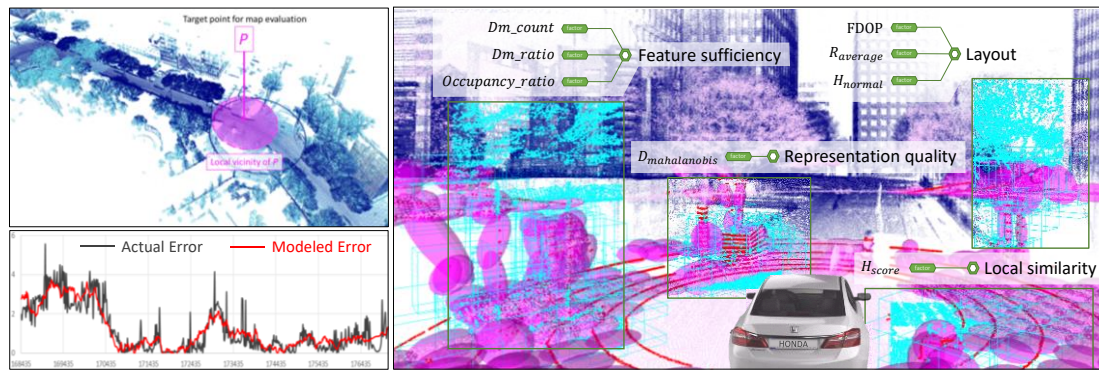 Target point for map evaluation
P
Local vicinity of P
Actual Error
Modeled Error
6
4
2
0
168435
169435
170435
171435
172435
173435
174435
175435
176435
Dm_count
factor
Dm_ratio
factor
Feature sufficiency
Occupancy_ratio
factor
FDOP
factor
R_average
factor
Layout
H_normal
factor
D_mahalanobis
factor
Representation quality
H_score
factor
Local similarity
HONDA